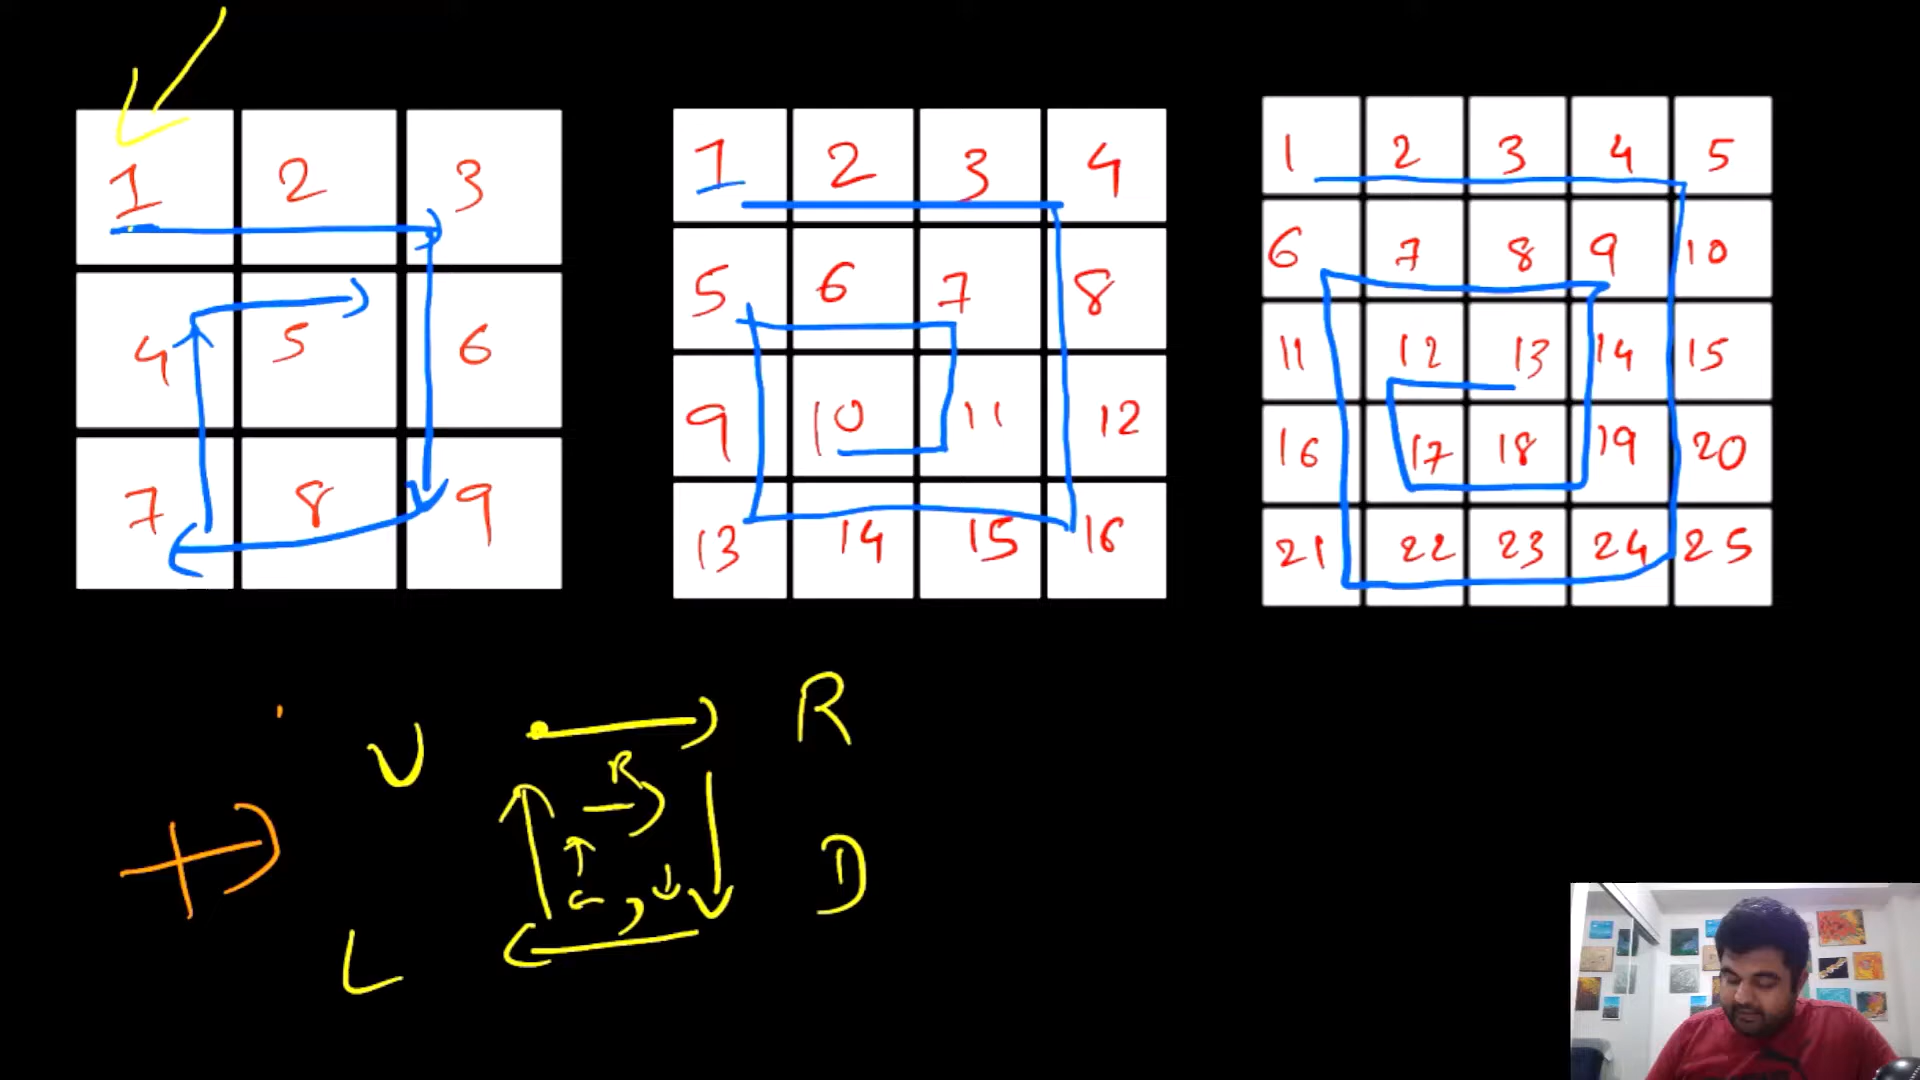 1 2 3
4 5 6
7 8 9
1 2 3 4
5 6 7 8
9 10 11 12
13 14 15 16
1 2 3 4 5
6 7 8 9 10
11 12 13 14 15
16 17 18 19 20
21 22 23 24 25
U R
R
D
L